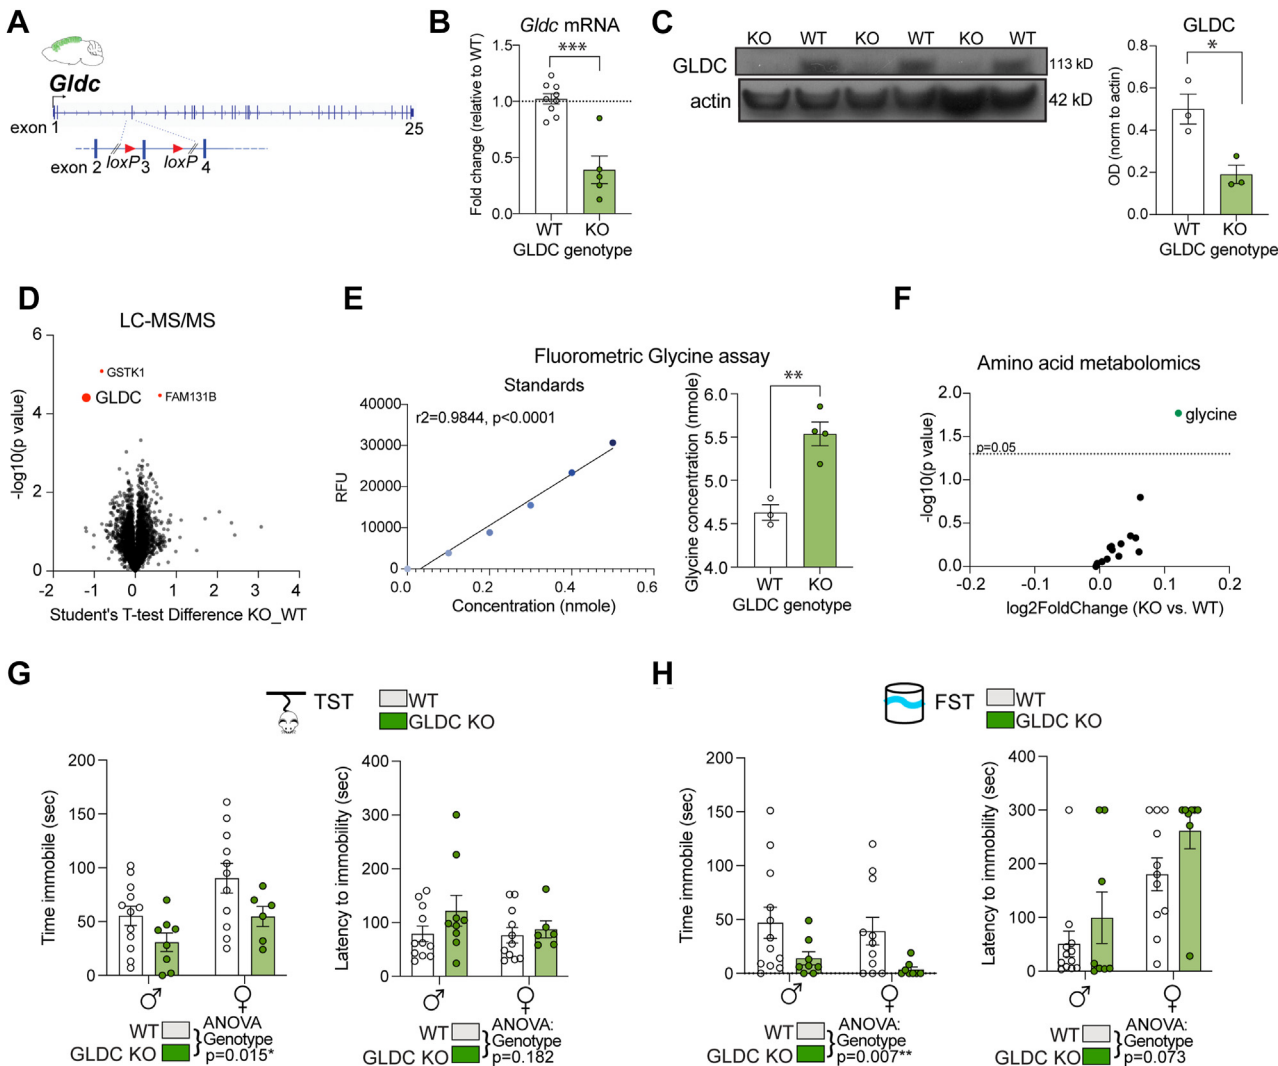 A
Gldc
exon 1
25
exon 2
loxP
3
loxP
4
B
Gldc mRNA
***
Fold change (relative to WT)
1.5
1.0
0.5
0.0
WT
KO
GLDC genotype
C
KO WT KO WT KO WT
GLDC
113 kD
actin
42 kD
GLDC
*
OD (norm to actin)
0.8
0.6
0.4
0.2
0.0
WT
KO
GLDC genotype
D
LC-MS/MS
-log10(p value)
6
4
2
0
GSTK1
GLDC
FAM131B
-2 -1 0 1 2 3 4
Student's T-test Difference KO_WT
E
Fluorometric Glycine assay
Standards
r2=0.9844, p<0.0001
RFU
40000
30000
20000
10000
0
0.0 0.2 0.4 0.6
Concentration (nmole)
**
Glycine concentration (nmole)
6.0
5.5
5.0
4.5
4.0
WT
KO
GLDC genotype
F
Amino acid metabolomics
-log10(p value)
2.0
1.5
1.0
0.5
0.0
glycine
p=0.05
-0.2 -0.1 0.0 0.1 0.2
log2FoldChange (KO vs. WT)
G
TST
WT
GLDC KO
Time immobile (sec)
200
150
100
50
0
♂ ♀
WT
GLDC KO
}
ANOVA
Genotype
p=0.015*
Latency to immobility (sec)
400
300
200
100
0
♂ ♀
WT
GLDC KO
}
ANOVA:
Genotype
p=0.182
H
FST
WT
GLDC KO
Time immobile (sec)
200
150
100
50
0
♂ ♀
WT
GLDC KO
}
ANOVA:
Genotype
p=0.007**
Latency to immobility (sec)
400
300
200
100
0
♂ ♀
WT
GLDC KO
}
ANOVA:
Genotype
p=0.073